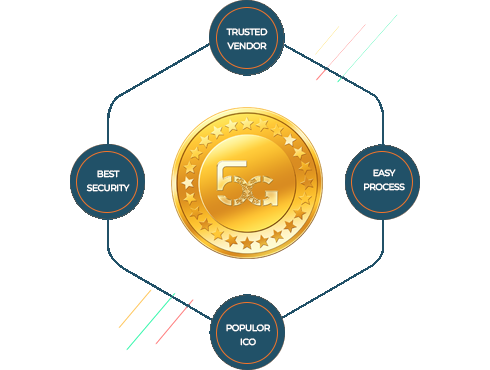 TRUSTED
VENDOR
BEST
SECURITY
5G
EASY
PROCESS
POPULOR
ICO